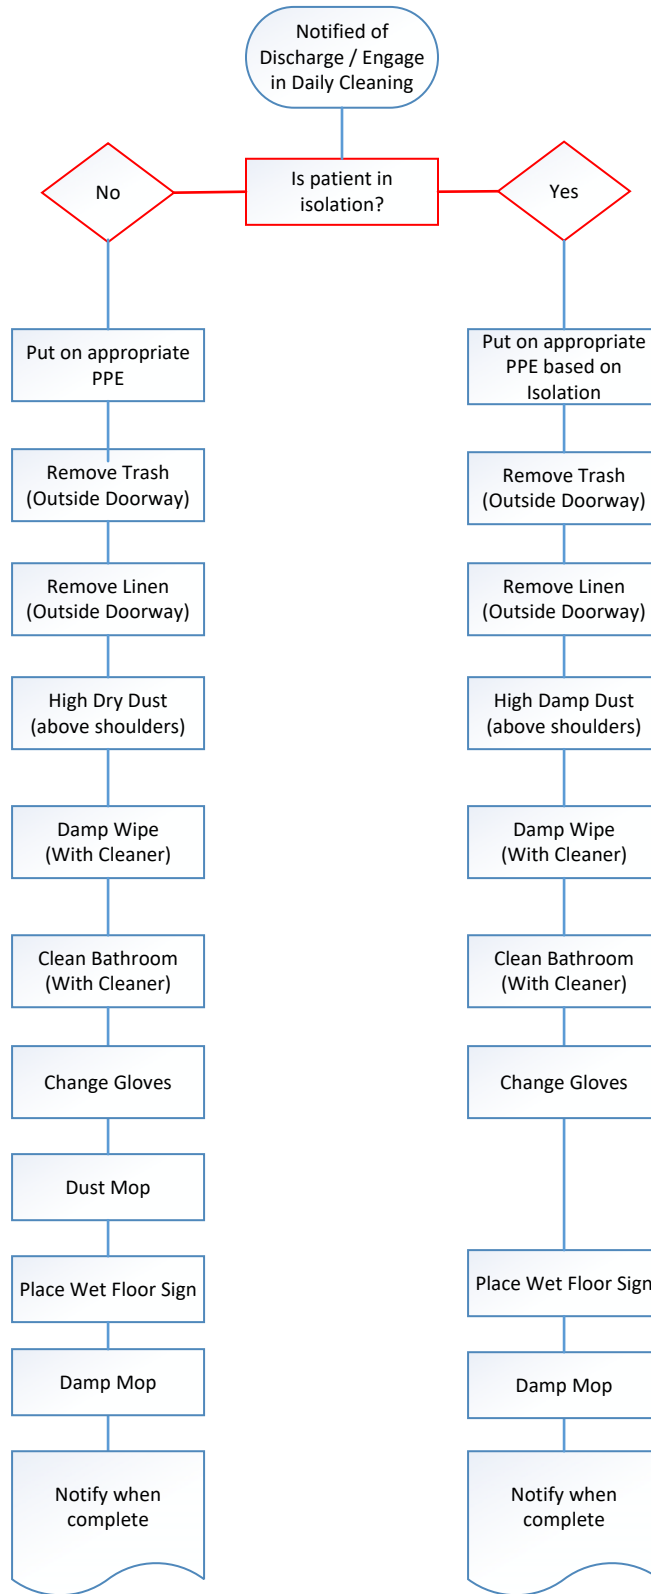 Notified of
Discharge / Engage
in Daily Cleaning
No
Is patient in
isolation?
Yes
Put on appropriate
PPE
Remove Trash
(Outside Doorway)
Remove Linen
(Outside Doorway)
High Dry Dust
(above shoulders)
Damp Wipe
(With Cleaner)
Clean Bathroom
(With Cleaner)
Change Gloves
Dust Mop
Place Wet Floor Sign
Damp Mop
Notify when
complete
Put on appropriate
PPE based on
Isolation
Remove Trash
(Outside Doorway)
Remove Linen
(Outside Doorway)
High Damp Dust
(above shoulders)
Damp Wipe
(With Cleaner)
Clean Bathroom
(With Cleaner)
Change Gloves
Place Wet Floor Sign
Damp Mop
Notify when
complete